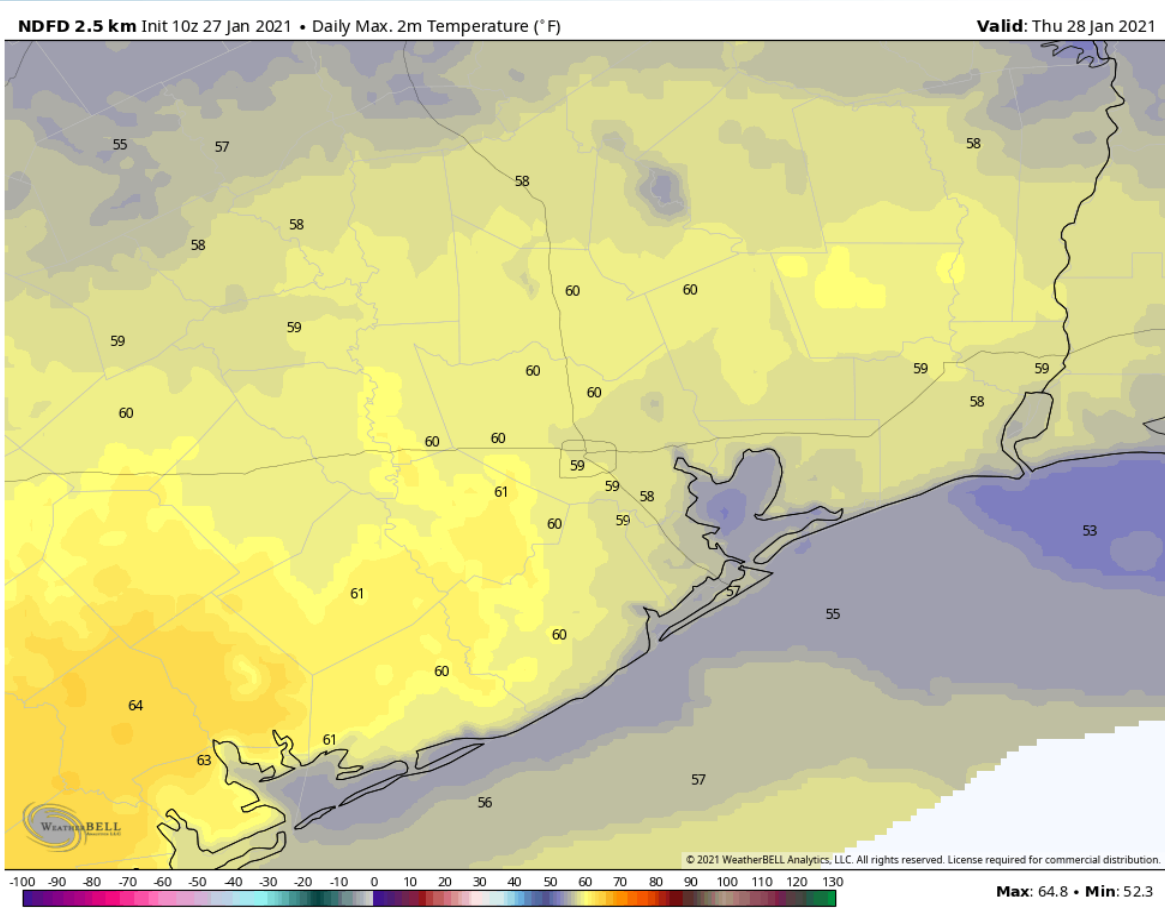 NDFD 2.5 km Init 10z 27 Jan 2021 • Daily Max. 2m Temperature (°F)
Valid: Thu 28 Jan 2021
55 57 58
58
58
58
60 60
59
59
60 59 59
60 58
60
60 60
59
61 59 58
60 59
53
61 57
55
60
60
64
61
63
57
56
WEATHERBELL
© 2021 WeatherBELL Analytics, LLC. All rights reserved. License required for commercial distribution.
-100 -90 -80 -70 -60 -50 -40 -30 -20 -10 0 10 20 30 40 50 60 70 80 90 100 110 120 130
Max: 64.8 • Min: 52.3